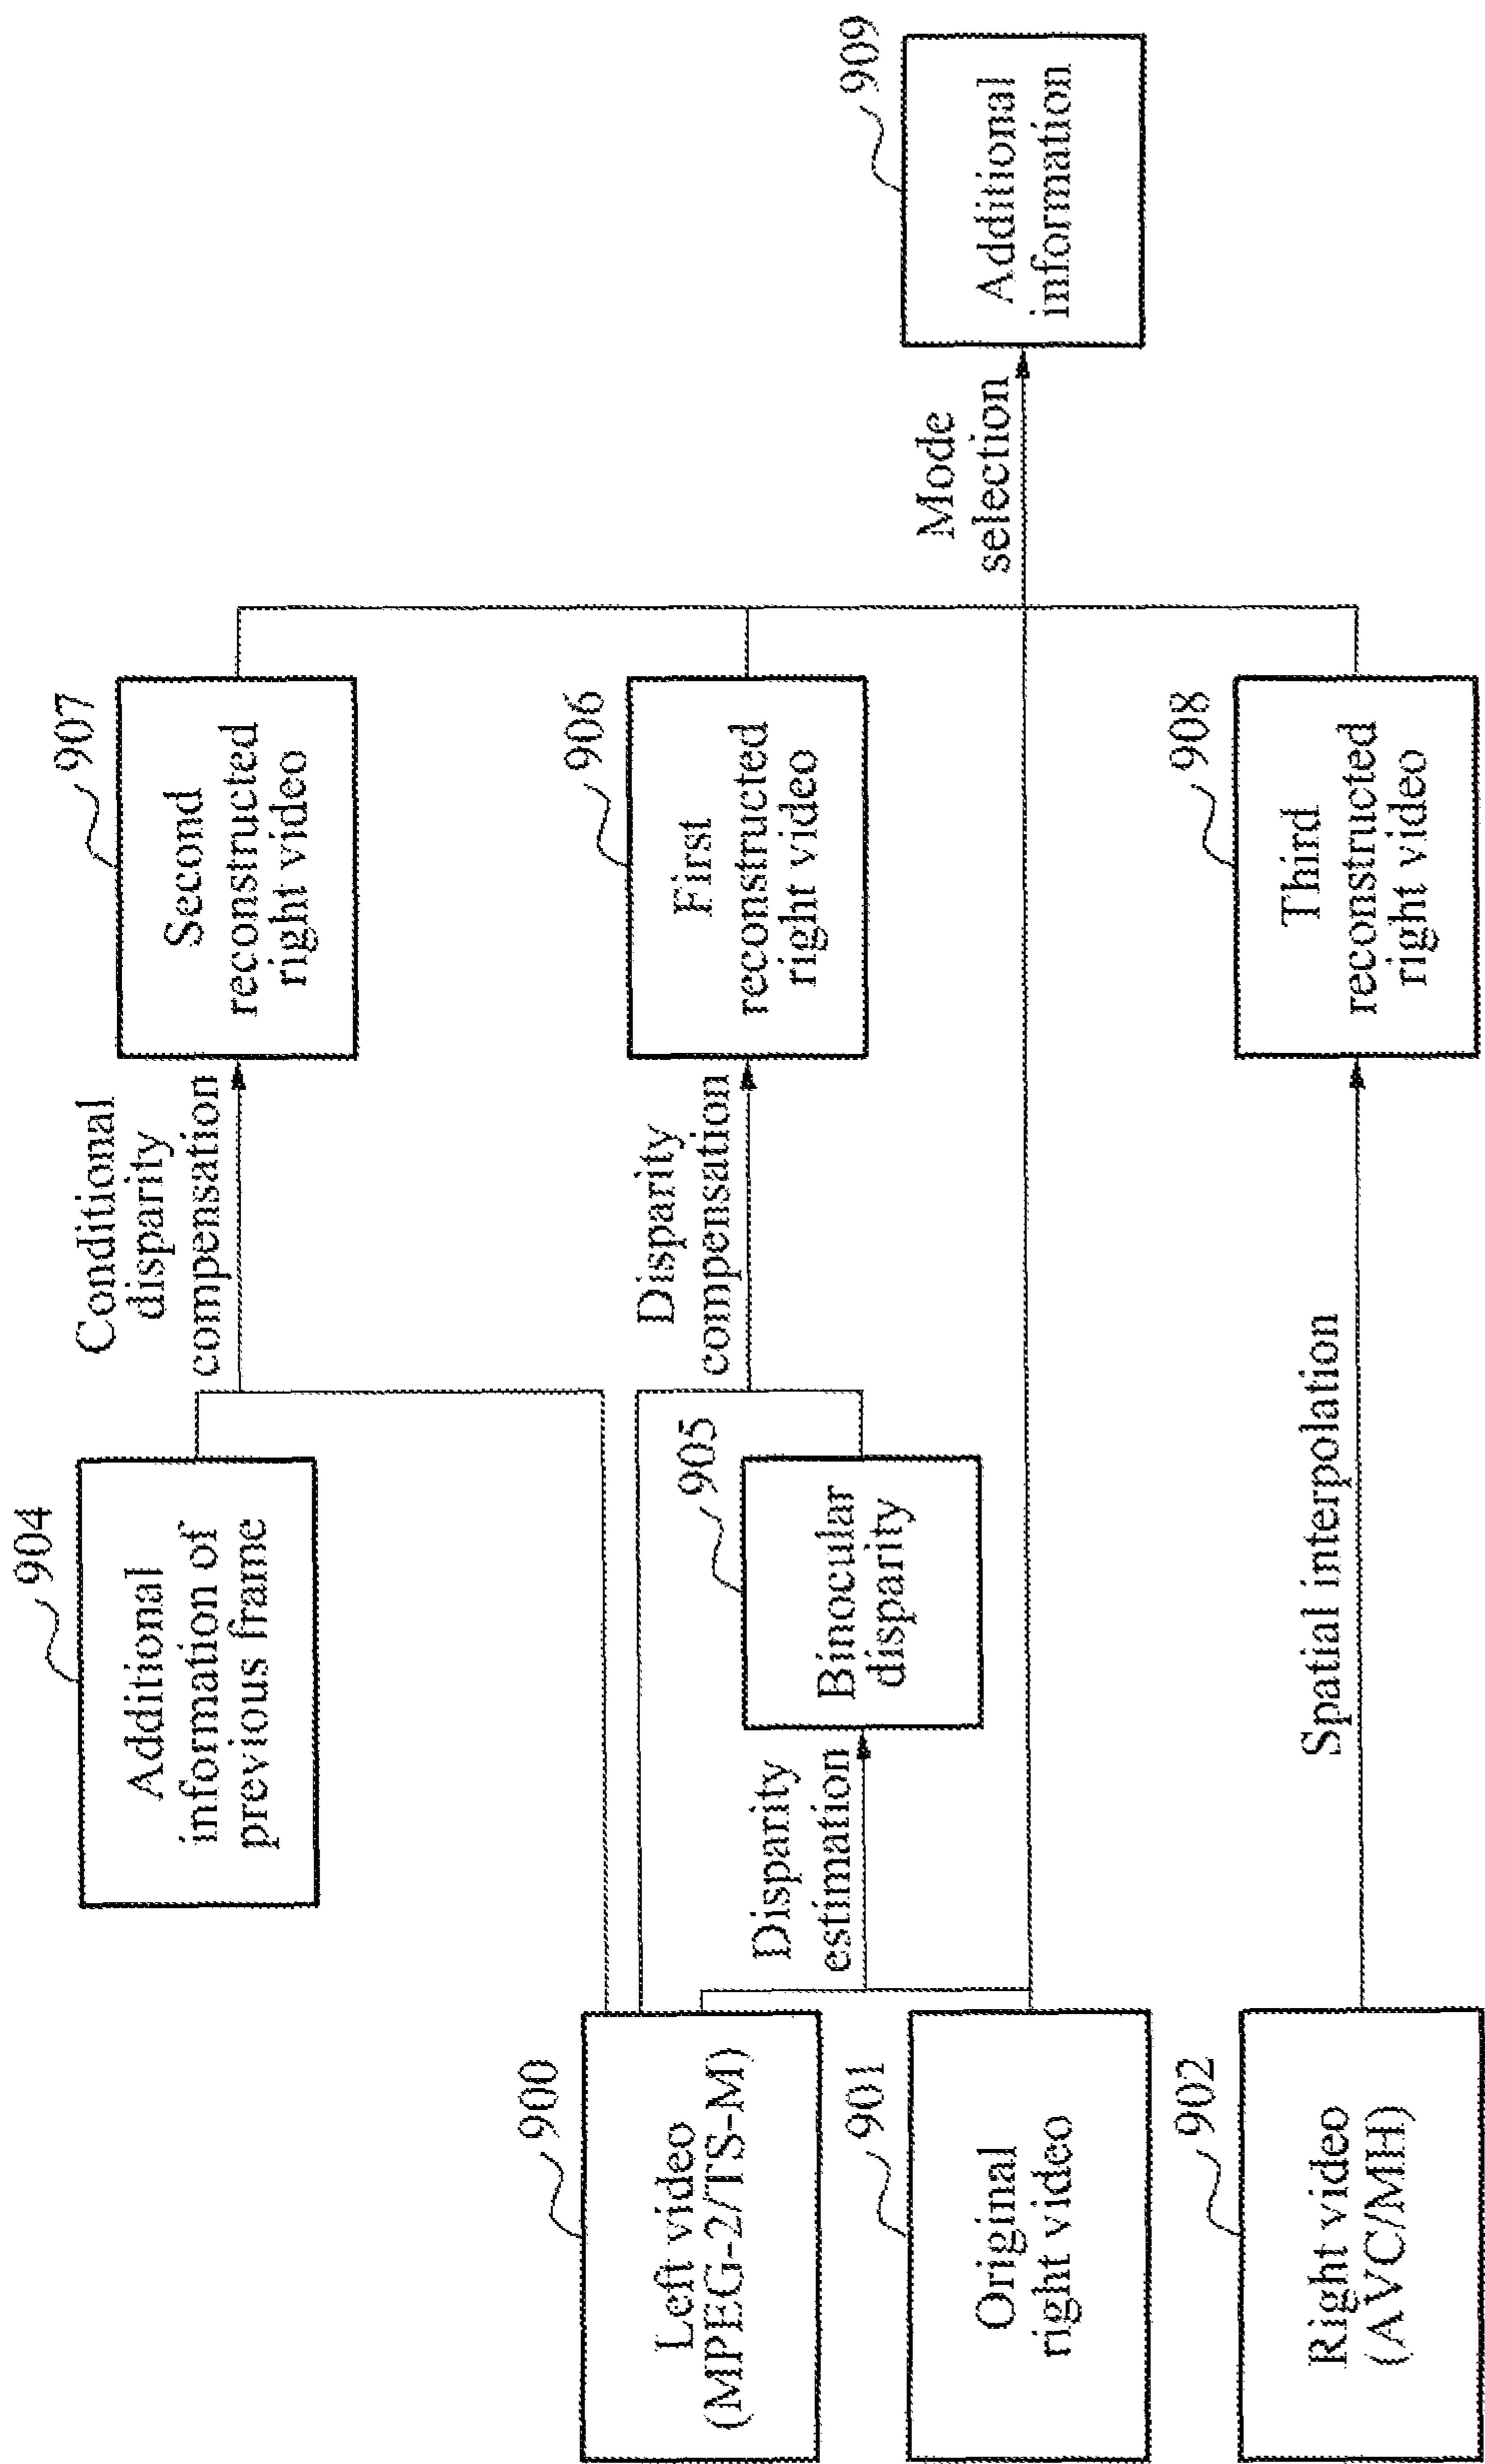 904
Additional
information of
previous frame
Conditional
disparity
compensation
907
Second
reconstructed
right video
900
Left video
(MPEG-2/TS-M)
Disparity
estimation
905
Binocular
disparity
Disparity
compensation
906
First
reconstructed
right video
901
Original
right video
Mode
selection
909
Additional
information
902
Right video
(AVC/MH)
Spatial interpolation
908
Third
reconstructed
right video